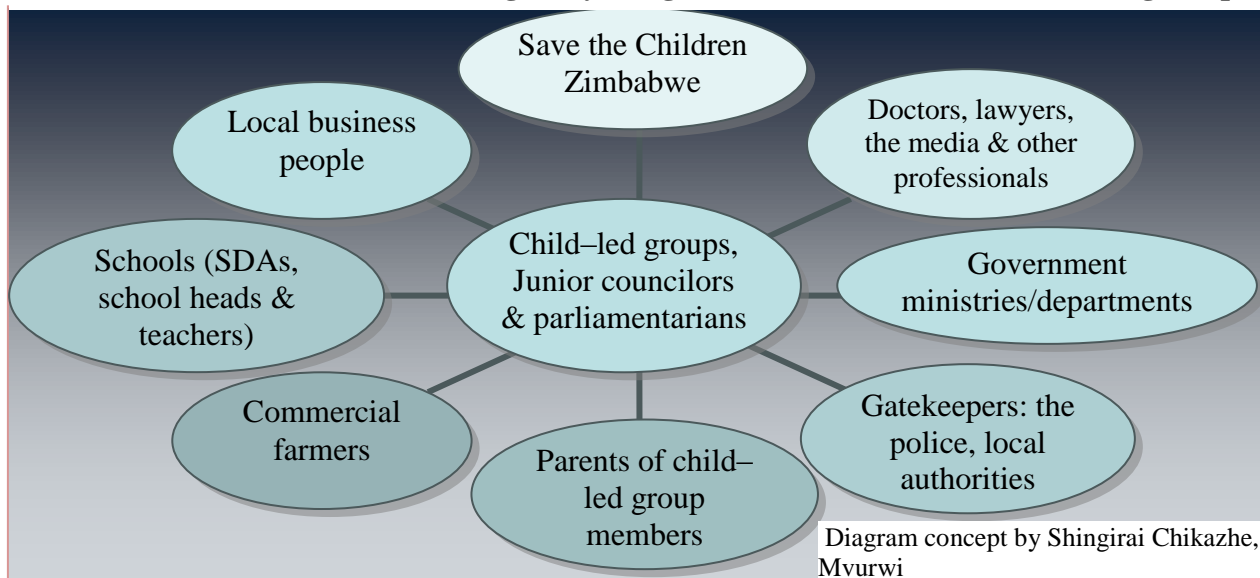 Save the Children
Zimbabwe
Local business
people
Doctors, lawyers,
the media & other
professionals
Schools (SDAs,
school heads &
teachers)
Child–led groups,
Junior councilors
& parliamentarians
Government
ministries/departments
Commercial
farmers
Parents of child–
led group
members
Gatekeepers: the
police, local
authorities
Diagram concept by Shingirai Chikazhe,
Mvurwi